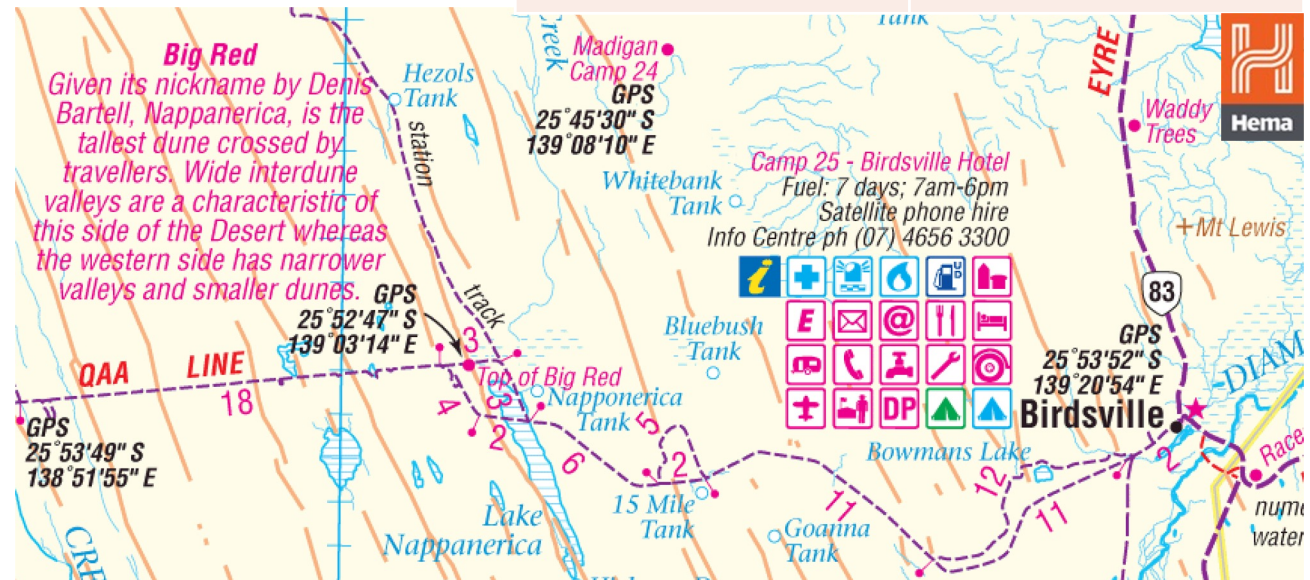 Big Red
Given its nickname by Denis
Bartell, Nappanerica, is the
tallest dune crossed by
travellers. Wide interdune
valleys are a characteristic of
this side of the Desert whereas
the western side has narrower
valleys and smaller dunes.
Hezols
Tank
Creek
Madigan
Camp 24
GPS
25°45'30" S
139°08'10" E
Tank
EYRE
Waddy
Trees
Hema
station
track
Whitebank
Tank
Camp 25 - Birdsville Hotel
Fuel: 7 days; 7am-6pm
Satellite phone hire
Info Centre ph (07) 4656 3300
i
U
D
E
@
DP
Mt Lewis
83
GPS
25°52'47" S
139°03'14" E
QAA LINE
18
3
Top of Big Red
4
3
5
2
Napponerica
Tank
Bluebush
Tank
GPS
25°53'52" S
139°20'54" E
Birdsville
DIAM
GPS
25°53'49" S
138°51'55" E
6
5
2
Bowmans Lake
12
2
Race
15 Mile
Tank
11
11
Goanna
Tank
Lake
Nappanerica
CRE
nume
water